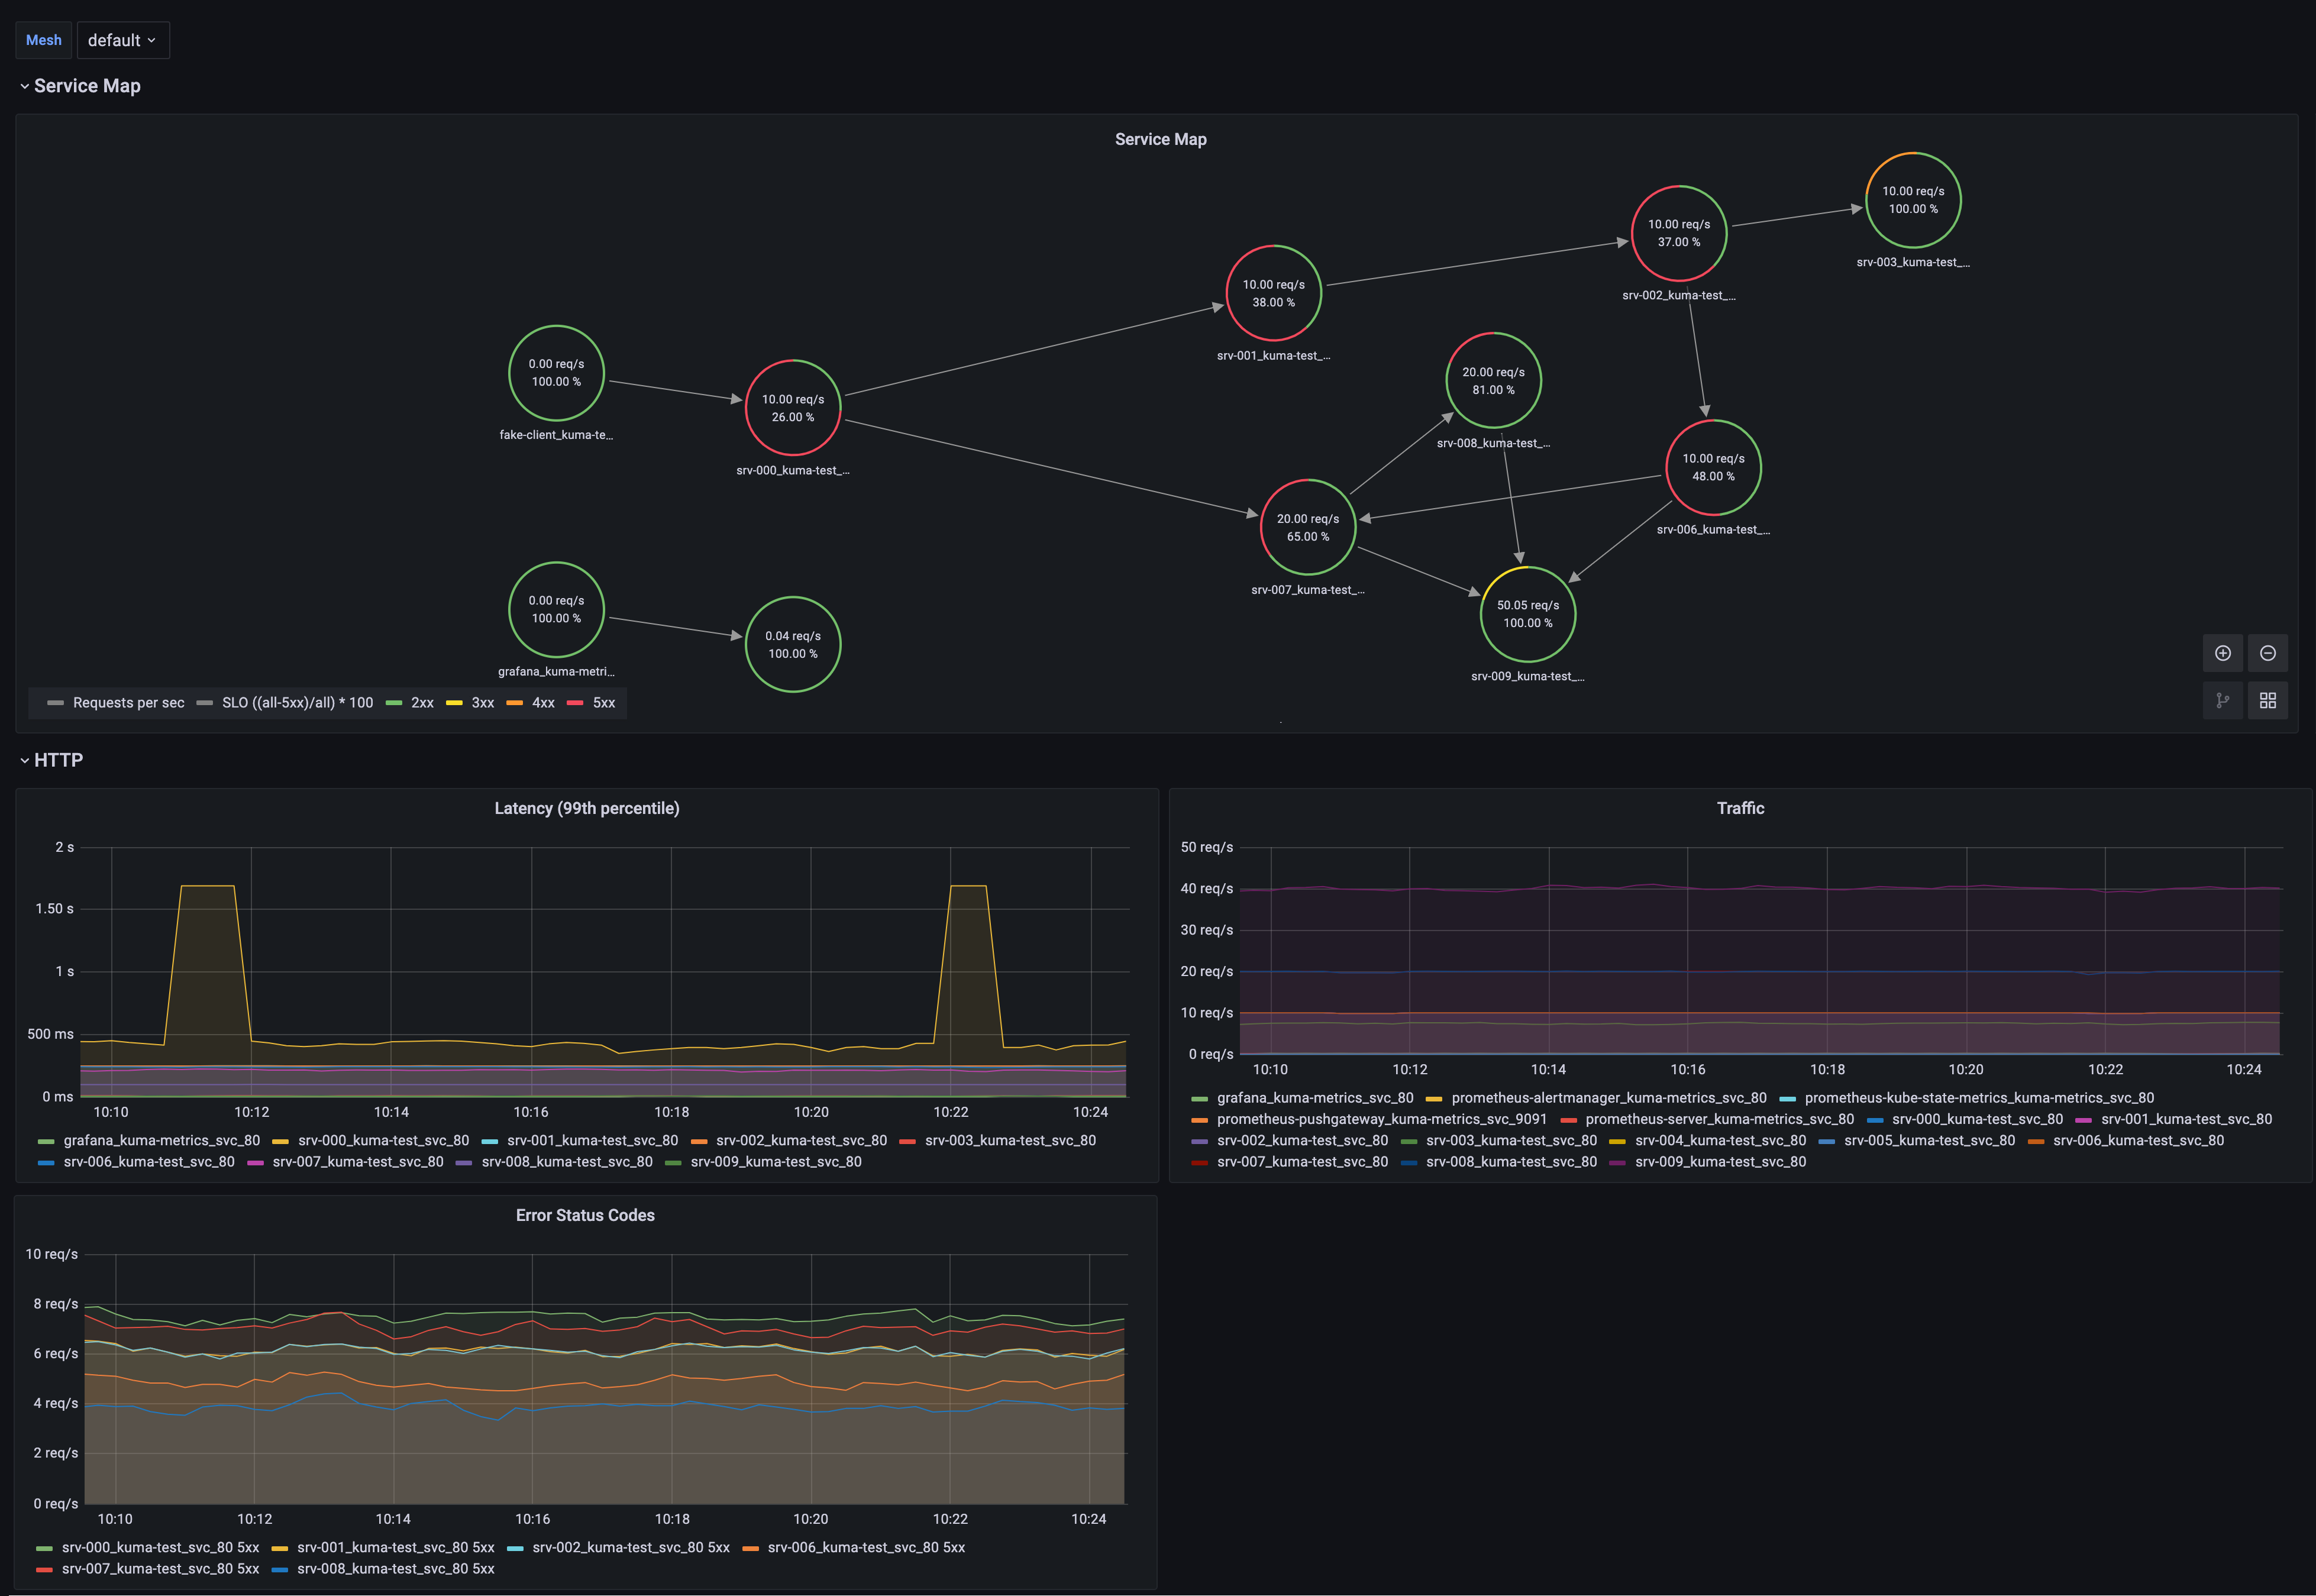 Mesh default
Service Map
Service Map
10.00 req/s
100.00 %
srv-003_kuma-test_...
10.00 req/s
37.00 %
srv-002_kuma-test_...
10.00 req/s
38.00 %
srv-001_kuma-test_...
0.00 req/s
100.00 %
fake-client_kuma-te...
10.00 req/s
26.00 %
srv-000_kuma-test_...
20.00 req/s
81.00 %
srv-008_kuma-test_...
10.00 req/s
48.00 %
srv-006_kuma-test_...
20.00 req/s
65.00 %
srv-007_kuma-test_...
0.00 req/s
100.00 %
grafana_kuma-metri...
0.04 req/s
100.00 %
50.05 req/s
100.00 %
srv-009_kuma-test_...
Requests per sec SLO ((all-5xx)/all) * 100 2xx 3xx 4xx 5xx
HTTP
Latency (99th percentile)
2 s
1.50 s
1 s
500 ms
0 ms
10:10 10:12 10:14 10:16 10:18 10:20 10:22 10:24
grafana_kuma-metrics_svc_80 srv-000_kuma-test_svc_80 srv-001_kuma-test_svc_80 srv-002_kuma-test_svc_80 srv-003_kuma-test_svc_80
srv-006_kuma-test_svc_80 srv-007_kuma-test_svc_80 srv-008_kuma-test_svc_80 srv-009_kuma-test_svc_80
Traffic
50 req/s
40 req/s
30 req/s
20 req/s
10 req/s
0 req/s
10:10 10:12 10:14 10:16 10:18 10:20 10:22 10:24
grafana_kuma-metrics_svc_80 prometheus-alertmanager_kuma-metrics_svc_80 prometheus-kube-state-metrics_kuma-metrics_svc_80
prometheus-pushgateway_kuma-metrics_svc_9091 prometheus-server_kuma-metrics_svc_80 srv-000_kuma-test_svc_80 srv-001_kuma-test_svc_80
srv-002_kuma-test_svc_80 srv-003_kuma-test_svc_80 srv-004_kuma-test_svc_80 srv-005_kuma-test_svc_80 srv-006_kuma-test_svc_80
srv-007_kuma-test_svc_80 srv-008_kuma-test_svc_80 srv-009_kuma-test_svc_80
Error Status Codes
10 req/s
8 req/s
6 req/s
4 req/s
2 req/s
0 req/s
10:10 10:12 10:14 10:16 10:18 10:20 10:22 10:24
srv-000_kuma-test_svc_80 5xx srv-001_kuma-test_svc_80 5xx srv-002_kuma-test_svc_80 5xx srv-006_kuma-test_svc_80 5xx
srv-007_kuma-test_svc_80 5xx srv-008_kuma-test_svc_80 5xx